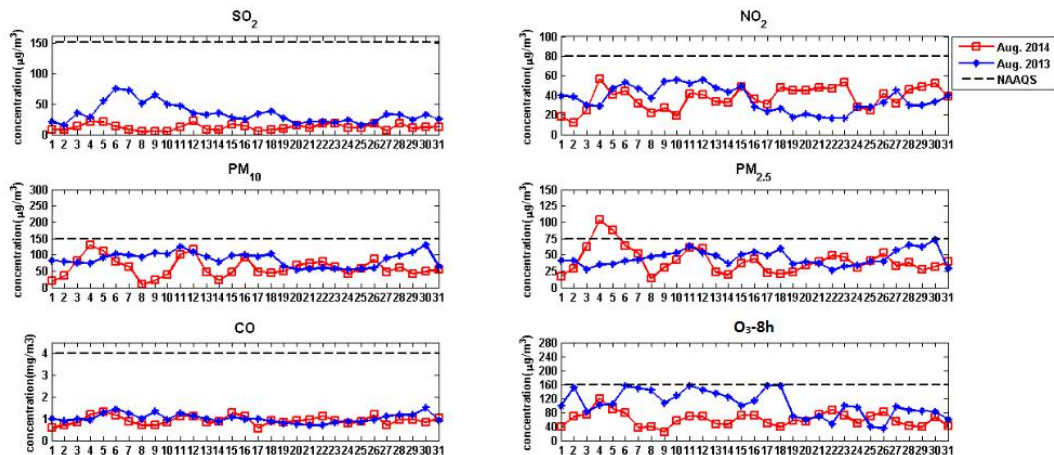 SO2
concentration(μg/m3)
150
100
50
0
1 2 3 4 5 6 7 8 9 10 11 12 13 14 15 16 17 18 19 20 21 22 23 24 25 26 27 28 29 30 31
NO2
concentration(μg/m3)
100
80
60
40
20
0
1 2 3 4 5 6 7 8 9 10 11 12 13 14 15 16 17 18 19 20 21 22 23 24 25 26 27 28 29 30 31
Aug. 2014
Aug. 2013
NAAQS
PM10
concentration(μg/m3)
300
250
200
150
100
50
0
1 2 3 4 5 6 7 8 9 10 11 12 13 14 15 16 17 18 19 20 21 22 23 24 25 26 27 28 29 30 31
PM2.5
concentration(μg/m3)
150
125
100
75
50
25
0
1 2 3 4 5 6 7 8 9 10 11 12 13 14 15 16 17 18 19 20 21 22 23 24 25 26 27 28 29 30 31
CO
concentration(mg/m3)
4
3
2
1
0
1 2 3 4 5 6 7 8 9 10 11 12 13 14 15 16 17 18 19 20 21 22 23 24 25 26 27 28 29 30 31
O3-8h
concentration(μg/m3)
280
240
200
160
120
80
40
0
1 2 3 4 5 6 7 8 9 10 11 12 13 14 15 16 17 18 19 20 21 22 23 24 25 26 27 28 29 30 31